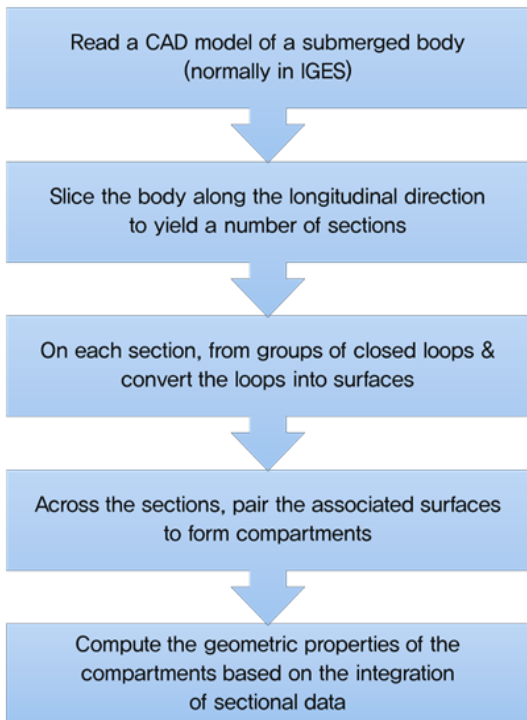 Read a CAD model of a submerged body
(normally in IGES)
Slice the body along the longitudinal direction
to yield a number of sections
On each section, from groups of closed loops &
convert the loops into surfaces
Across the sections, pair the associated surfaces
to form compartments
Compute the geometric properties of the
compartments based on the integration
of sectional data